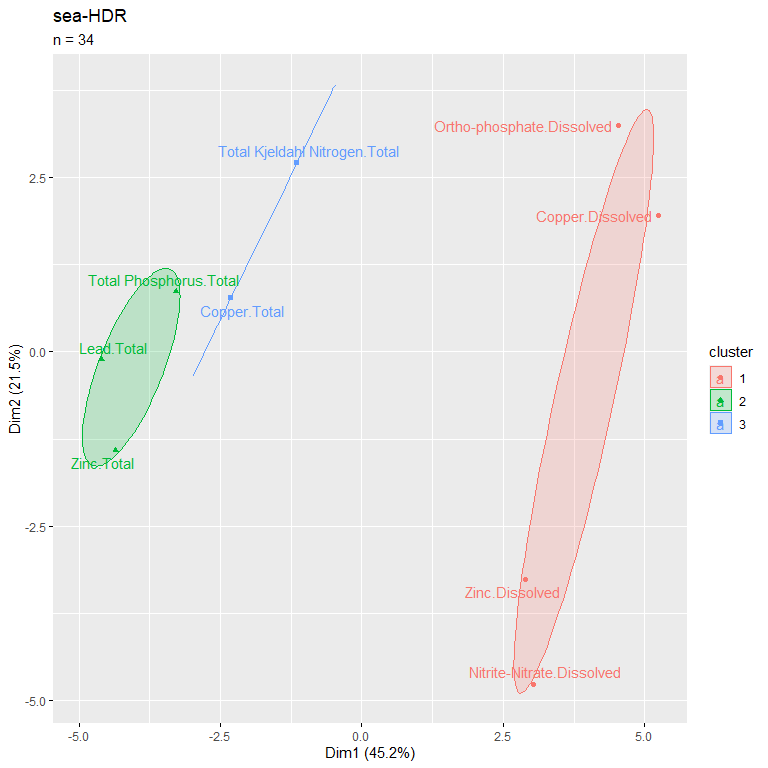 sea-HDR
n = 34
Ortho-phosphate.Dissolved
Total Kjeldahl Nitrogen.Total
2.5
Copper.Dissolved
Total Phosphorus.Total
Copper.Total
Lead.Total
0.0
cluster
a 1
a 2
a 3
Dim2 (21.5%)
Zinc.Total
-2.5
Zinc.Dissolved
Nitrite-Nitrate.Dissolved
-5.0
-5.0 -2.5 0.0 2.5 5.0
Dim1 (45.2%)